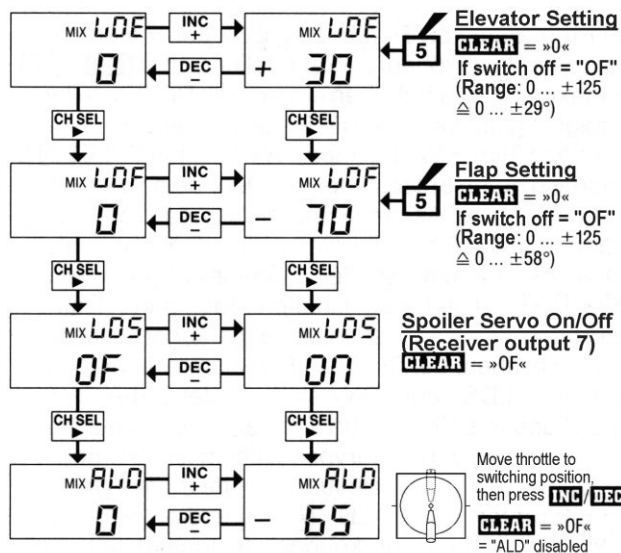 MIX LOE INC + MIX LOE 5 Elevator Setting
CLEAR = »0«
0 DEC − + 30 If switch off = "OF"
(Range: 0 ... ±125
≙ 0 ... ±29°)
CH SEL ▶ CH SEL ▶
MIX LOF INC + MIX LOF 5 Flap Setting
CLEAR = »0«
0 DEC − − 70 If switch off = "OF"
(Range: 0 ... ±125
≙ 0 ... ±58°)
CH SEL ▶ CH SEL ▶
MIX LOS INC + MIX LOS Spoiler Servo On/Off
(Receiver output 7)
OF DEC − ON CLEAR = »OF«
CH SEL ▶ CH SEL ▶
MIX ALO INC + MIX ALO Move throttle to
switching position,
then press INC/DEC
0 DEC − − 65 CLEAR = »OF«
= "ALD" disabled